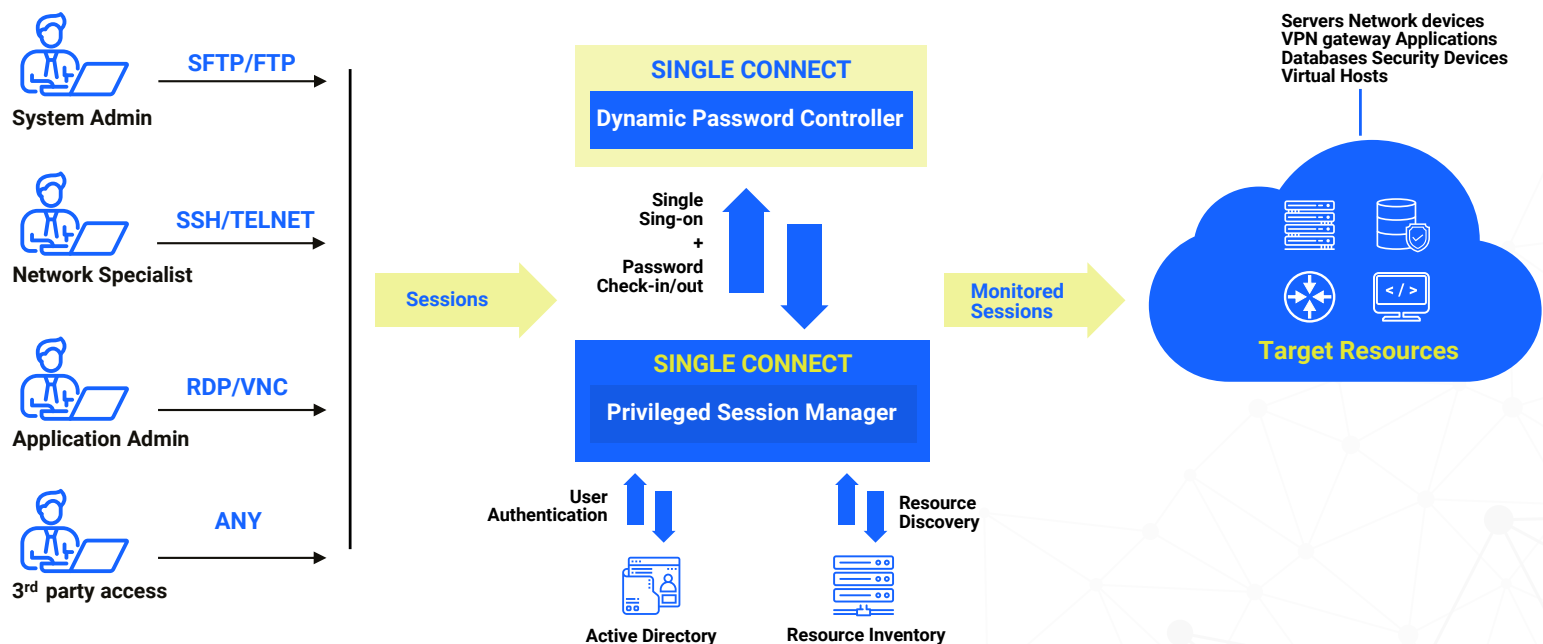 SFTP/FTP
System Admin
SSH/TELNET
Network Specialist
RDP/VNC
Application Admin
ANY
3rd party access
Sessions
SINGLE CONNECT
Dynamic Password Controller
Single
Sing-on
+
Password
Check-in/out
SINGLE CONNECT
Privileged Session Manager
User
Authentication
Resource
Discovery
Active Directory
Resource Inventory
Monitored
Sessions
Servers Network devices
VPN gateway Applications
Databases Security Devices
Virtual Hosts
</>
Target Resources